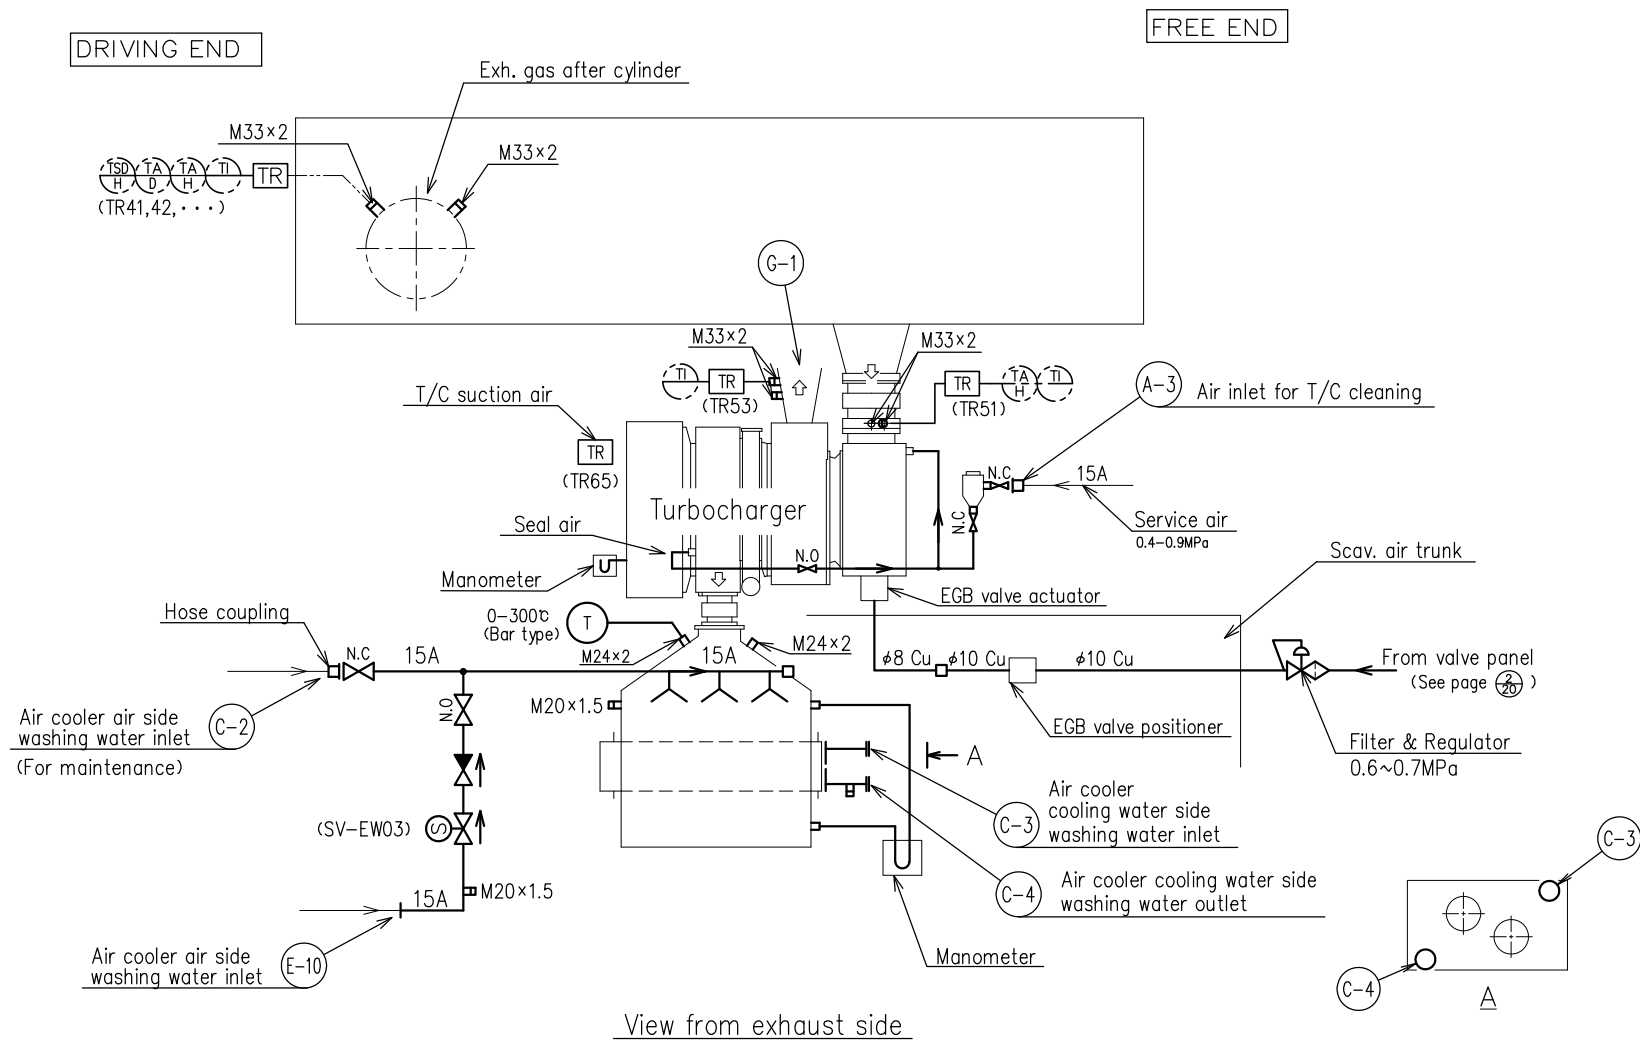 DRIVING END
FREE END
Exh. gas after cylinder
M33×2
M33×2
TSD
H
TA
D
TA
H
TI
TR
(TR41,42,···)
G-1
M33×2
M33×2
TI
TR
(TR53)
TR
(TR51)
TA
H
TI
A-3
Air inlet for T/C cleaning
T/C suction air
TR
(TR65)
N.C
15A
N.C
Service air
0.4-0.9MPa
Turbocharger
Seal air
N.O
Manometer
Scav. air trunk
EGB valve actuator
Hose coupling
0-300℃
(Bar type)
T
M24×2
M24×2
N.C
15A
15A
φ8 Cu
φ10 Cu
φ10 Cu
From valve panel
(See page 2/20 )
N.O
M20×1.5
Air cooler air side
washing water inlet
(For maintenance)
C-2
EGB valve positioner
Filter & Regulator
0.6~0.7MPa
A
(SV-EW03)
S
Air cooler
cooling water side
washing water inlet
C-3
C-3
M20×1.5
15A
C-4
Air cooler cooling water side
washing water outlet
Air cooler air side
washing water inlet
E-10
Manometer
C-4
A
View from exhaust side